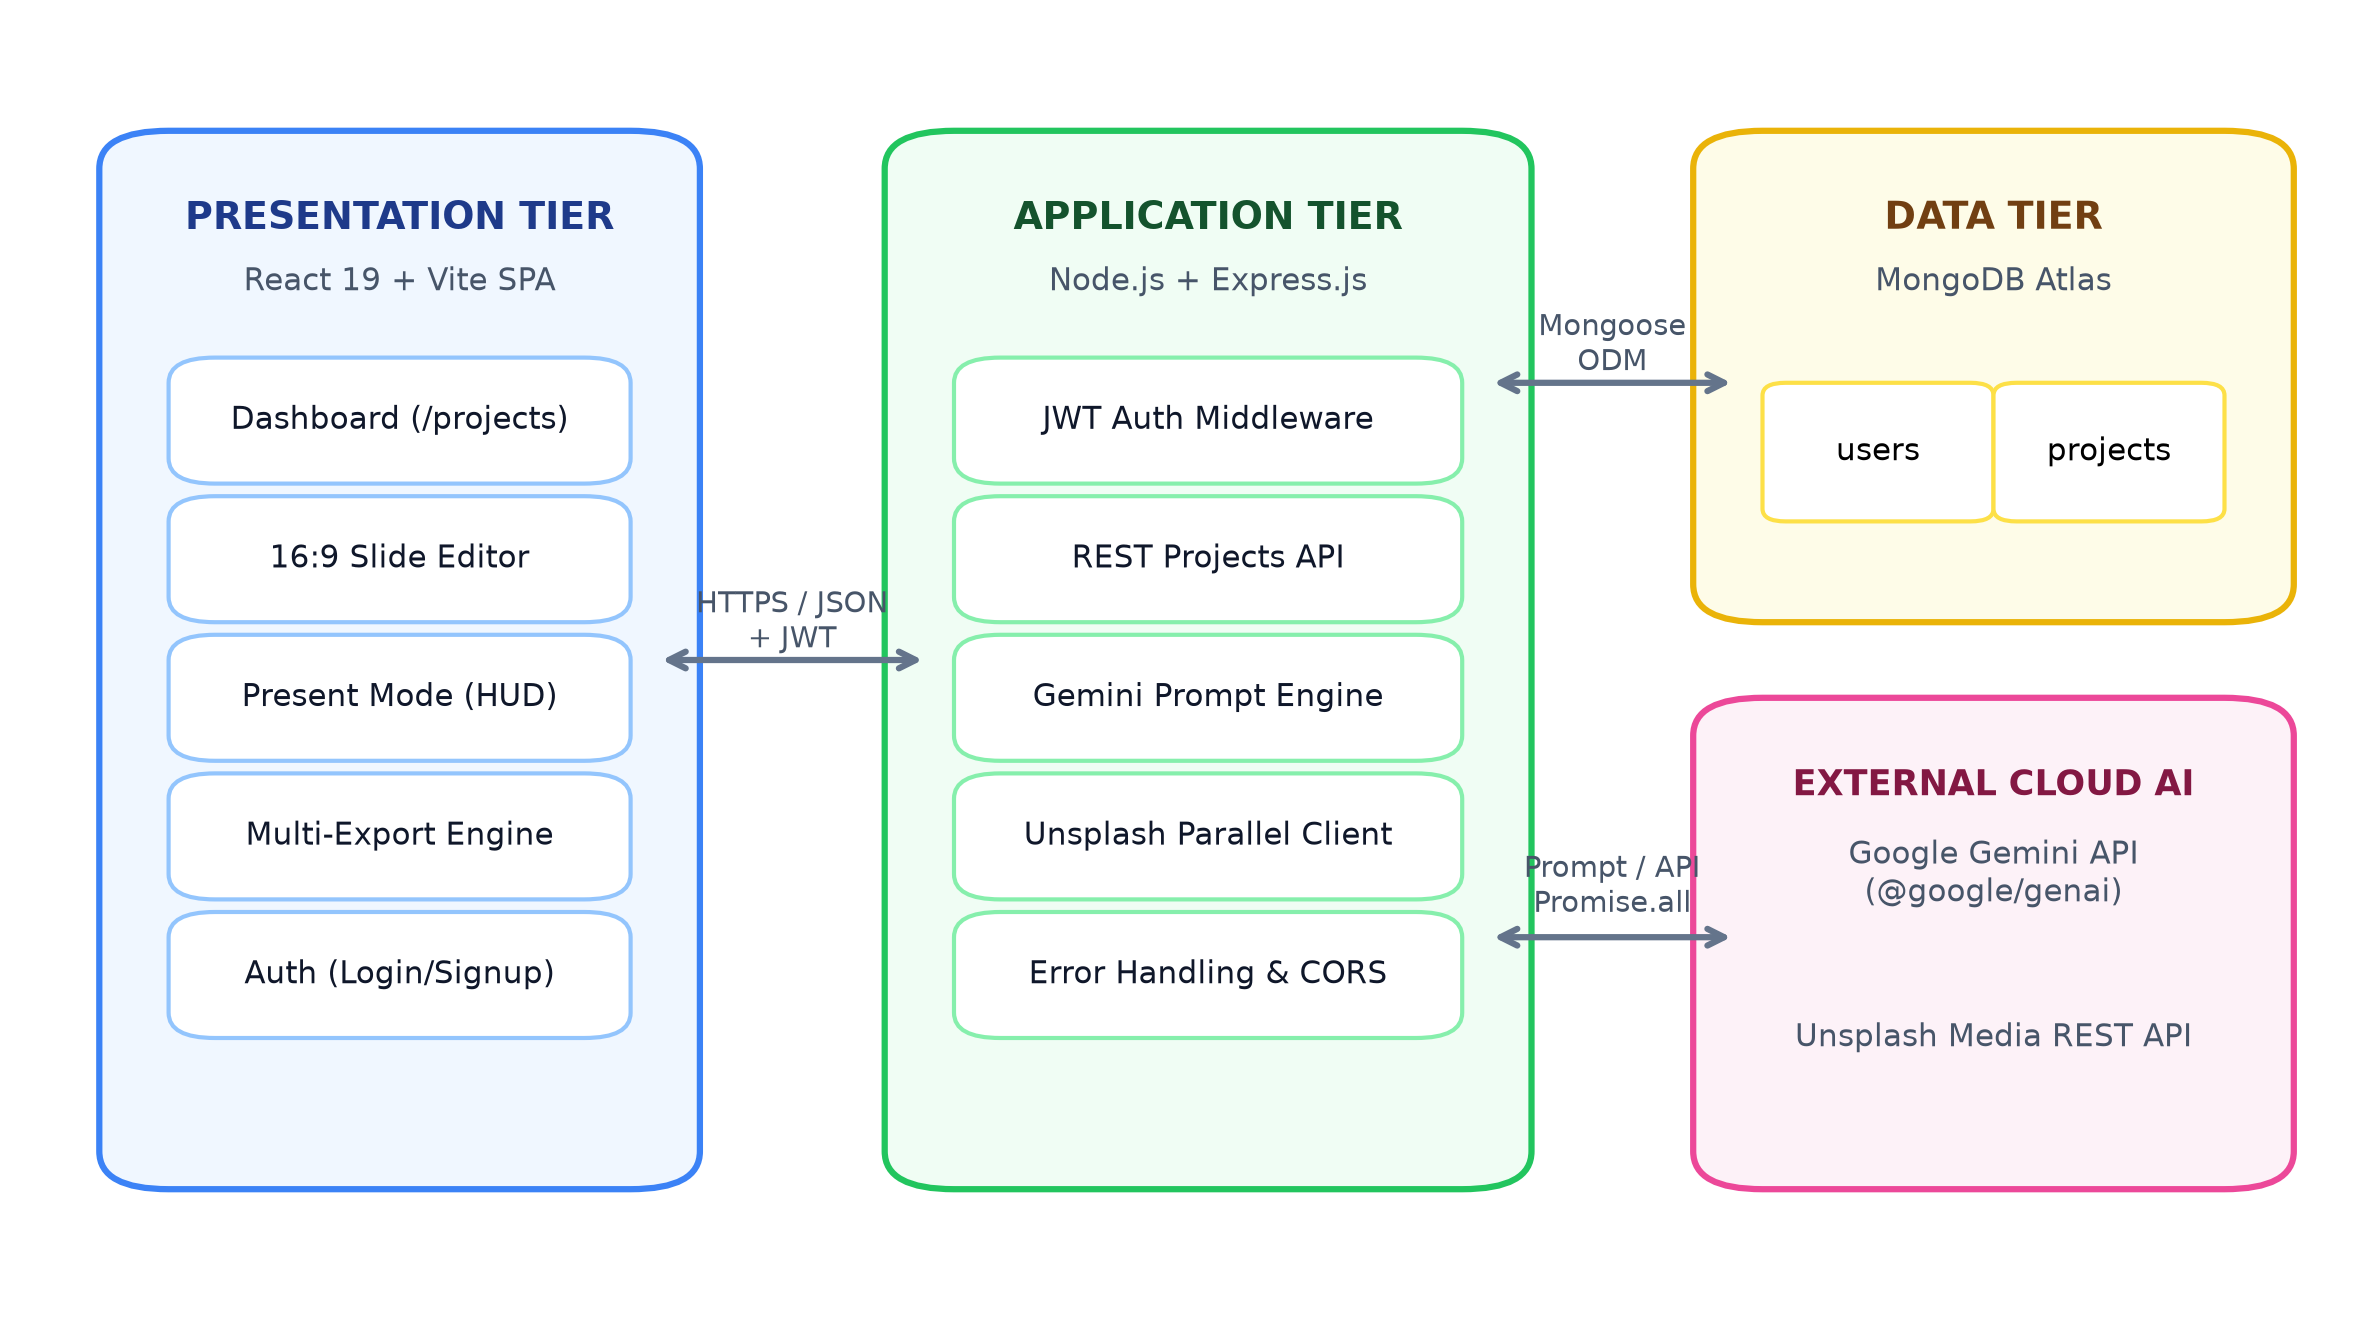 PRESENTATION TIER
React 19 + Vite SPA
Dashboard (/projects)
16:9 Slide Editor
Present Mode (HUD)
Multi-Export Engine
Auth (Login/Signup)
HTTPS / JSON
+ JWT
APPLICATION TIER
Node.js + Express.js
JWT Auth Middleware
REST Projects API
Gemini Prompt Engine
Unsplash Parallel Client
Error Handling & CORS
Mongoose
ODM
Prompt / API
Promise.all
DATA TIER
MongoDB Atlas
users
projects
EXTERNAL CLOUD AI
Google Gemini API
(@google/genai)
Unsplash Media REST API